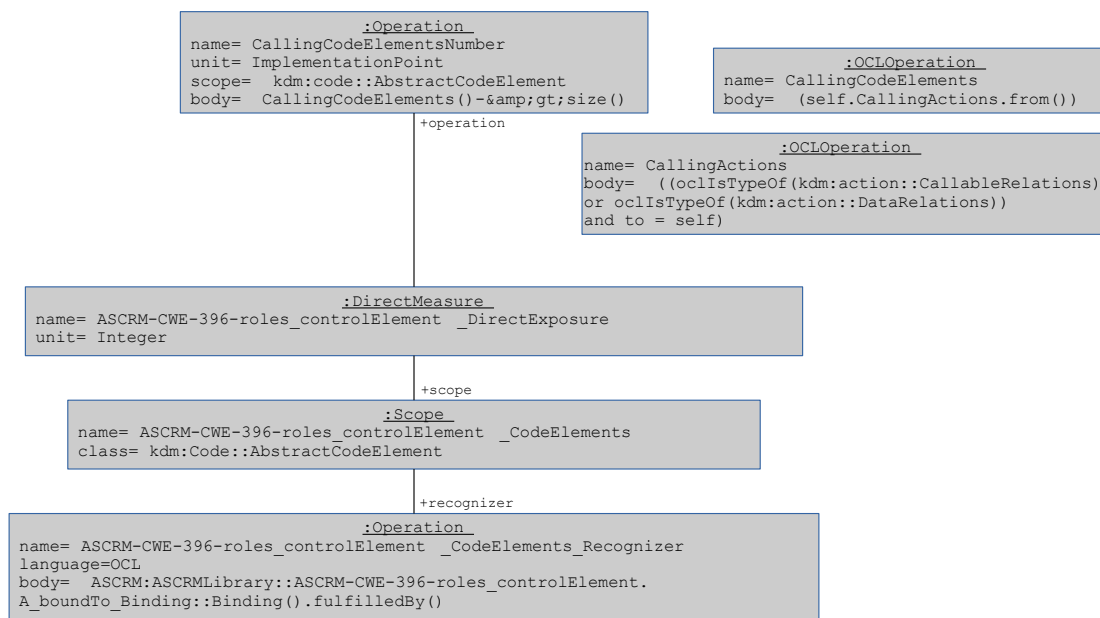 :Operation
name= CallingCodeElementsNumber
unit= ImplementationPoint
scope= kdm:code::AbstractCodeElement
body= CallingCodeElements()-&amp;gt;size()
:OCLOperation
name= CallingCodeElements
body= (self.CallingActions.from())
+operation
:OCLOperation
name= CallingActions
body= ((oclIsTypeOf(kdm:action::CallableRelations)
or oclIsTypeOf(kdm:action::DataRelations))
and to = self)
:DirectMeasure
name= ASCRM-CWE-396-roles_controlElement _DirectExposure
unit= Integer
+scope
:Scope
name= ASCRM-CWE-396-roles_controlElement _CodeElements
class= kdm:Code::AbstractCodeElement
+recognizer
:Operation
name= ASCRM-CWE-396-roles_controlElement _CodeElements_Recognizer
language=OCL
body= ASCRM:ASCRMLibrary::ASCRM-CWE-396-roles_controlElement.
A_boundTo_Binding::Binding().fulfilledBy()